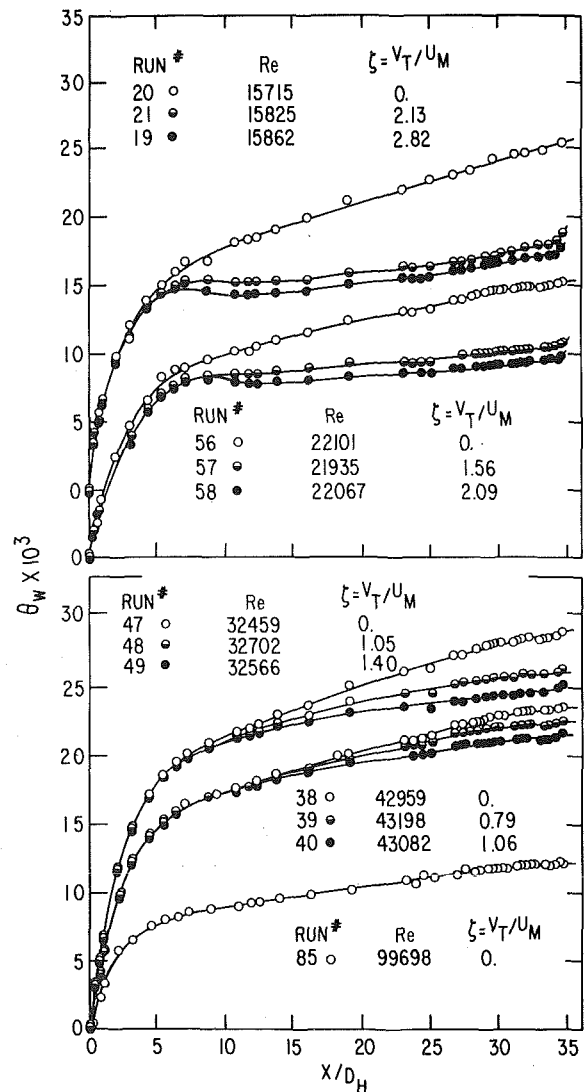 35
30
25
20
15
10
5
0
0
RUN # Re ζ = V_T/U_M
20 ○ 15715 0.
21 ◒ 15825 2.13
19 ● 15862 2.82
RUN # Re ζ = V_T/U_M
56 ○ 22101 0.
57 ◒ 21935 1.56
58 ● 22067 2.09
θ_W × 10³
30
25
20
15
10
5
0
RUN # Re ζ = V_T/U_M
47 ○ 32459 0.
48 ◒ 32702 1.05
49 ● 32566 1.40
38 ○ 42959 0.
39 ◒ 43198 0.79
40 ● 43082 1.06
RUN # Re ζ = V_T/U_M
85 ○ 99698 0.
0 5 10 15 20 25 30 35
X/D_H